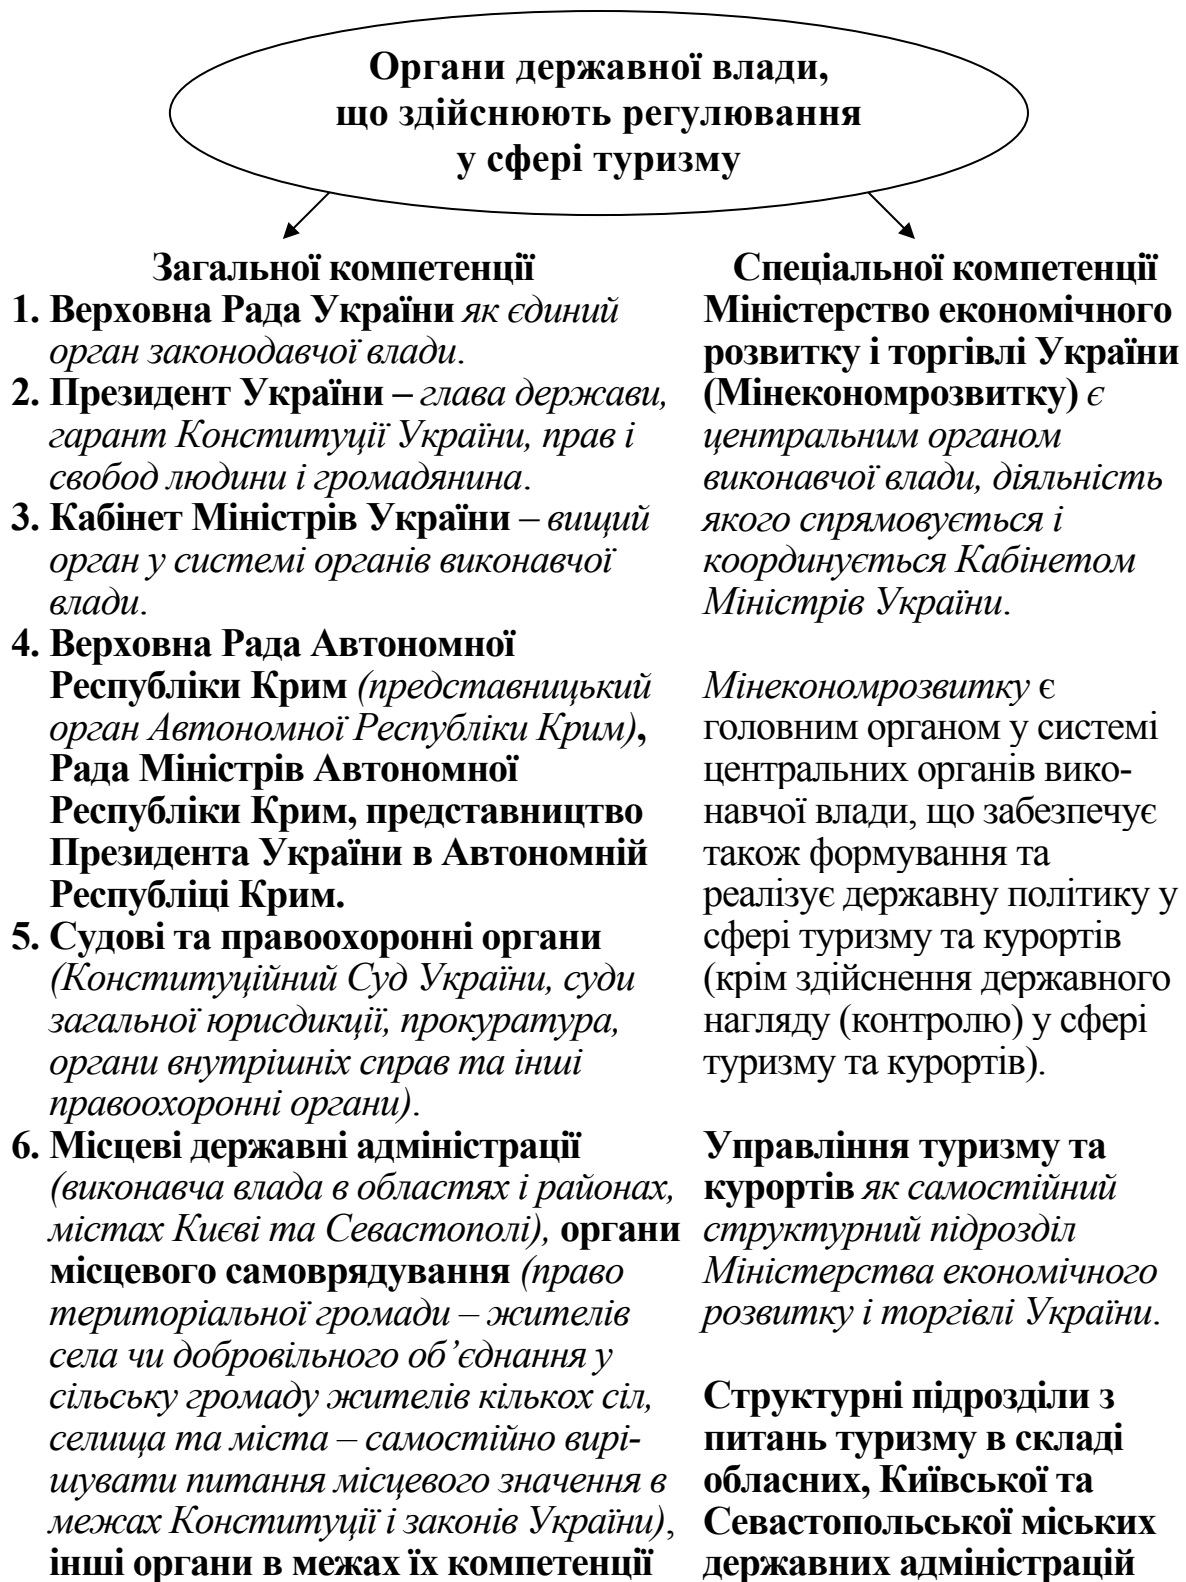 Органи державної влади,
що здійснюють регулювання
у сфері туризму
Загальної компетенції
1. Верховна Рада України як єдиний
орган законодавчої влади.
2. Президент України – глава держави,
гарант Конституції України, прав і
свобод людини і громадянина.
3. Кабінет Міністрів України – вищий
орган у системі органів виконавчої
влади.
4. Верховна Рада Автономної
Республіки Крим (представницький
орган Автономної Республіки Крим),
Рада Міністрів Автономної
Республіки Крим, представництво
Президента України в Автономній
Республіці Крим.
5. Судові та правоохоронні органи
(Конституційний Суд України, суди
загальної юрисдикції, прокуратура,
органи внутрішніх справ та інші
правоохоронні органи).
6. Місцеві державні адміністрації
(виконавча влада в областях і районах,
містах Києві та Севастополі), органи
місцевого самоврядування (право
територіальної громади – жителів
села чи добровільного об’єднання у
сільську громаду жителів кількох сіл,
селища та міста – самостійно вирі-
шувати питання місцевого значення в
межах Конституції і законів України),
інші органи в межах їх компетенції
Спеціальної компетенції
Міністерство економічного
розвитку і торгівлі України
(Мінекономрозвитку) є
центральним органом
виконавчої влади, діяльність
якого спрямовується і
координується Кабінетом
Міністрів України.
Мінекономрозвитку є
головним органом у системі
центральних органів вико-
навчої влади, що забезпечує
також формування та
реалізує державну політику у
сфері туризму та курортів
(крім здійснення державного
нагляду (контролю) у сфері
туризму та курортів).
Управління туризму та
курортів як самостійний
структурний підрозділ
Міністерства економічного
розвитку і торгівлі України.
Структурні підрозділи з
питань туризму в складі
обласних, Київської та
Севастопольської міських
державних адміністрацій